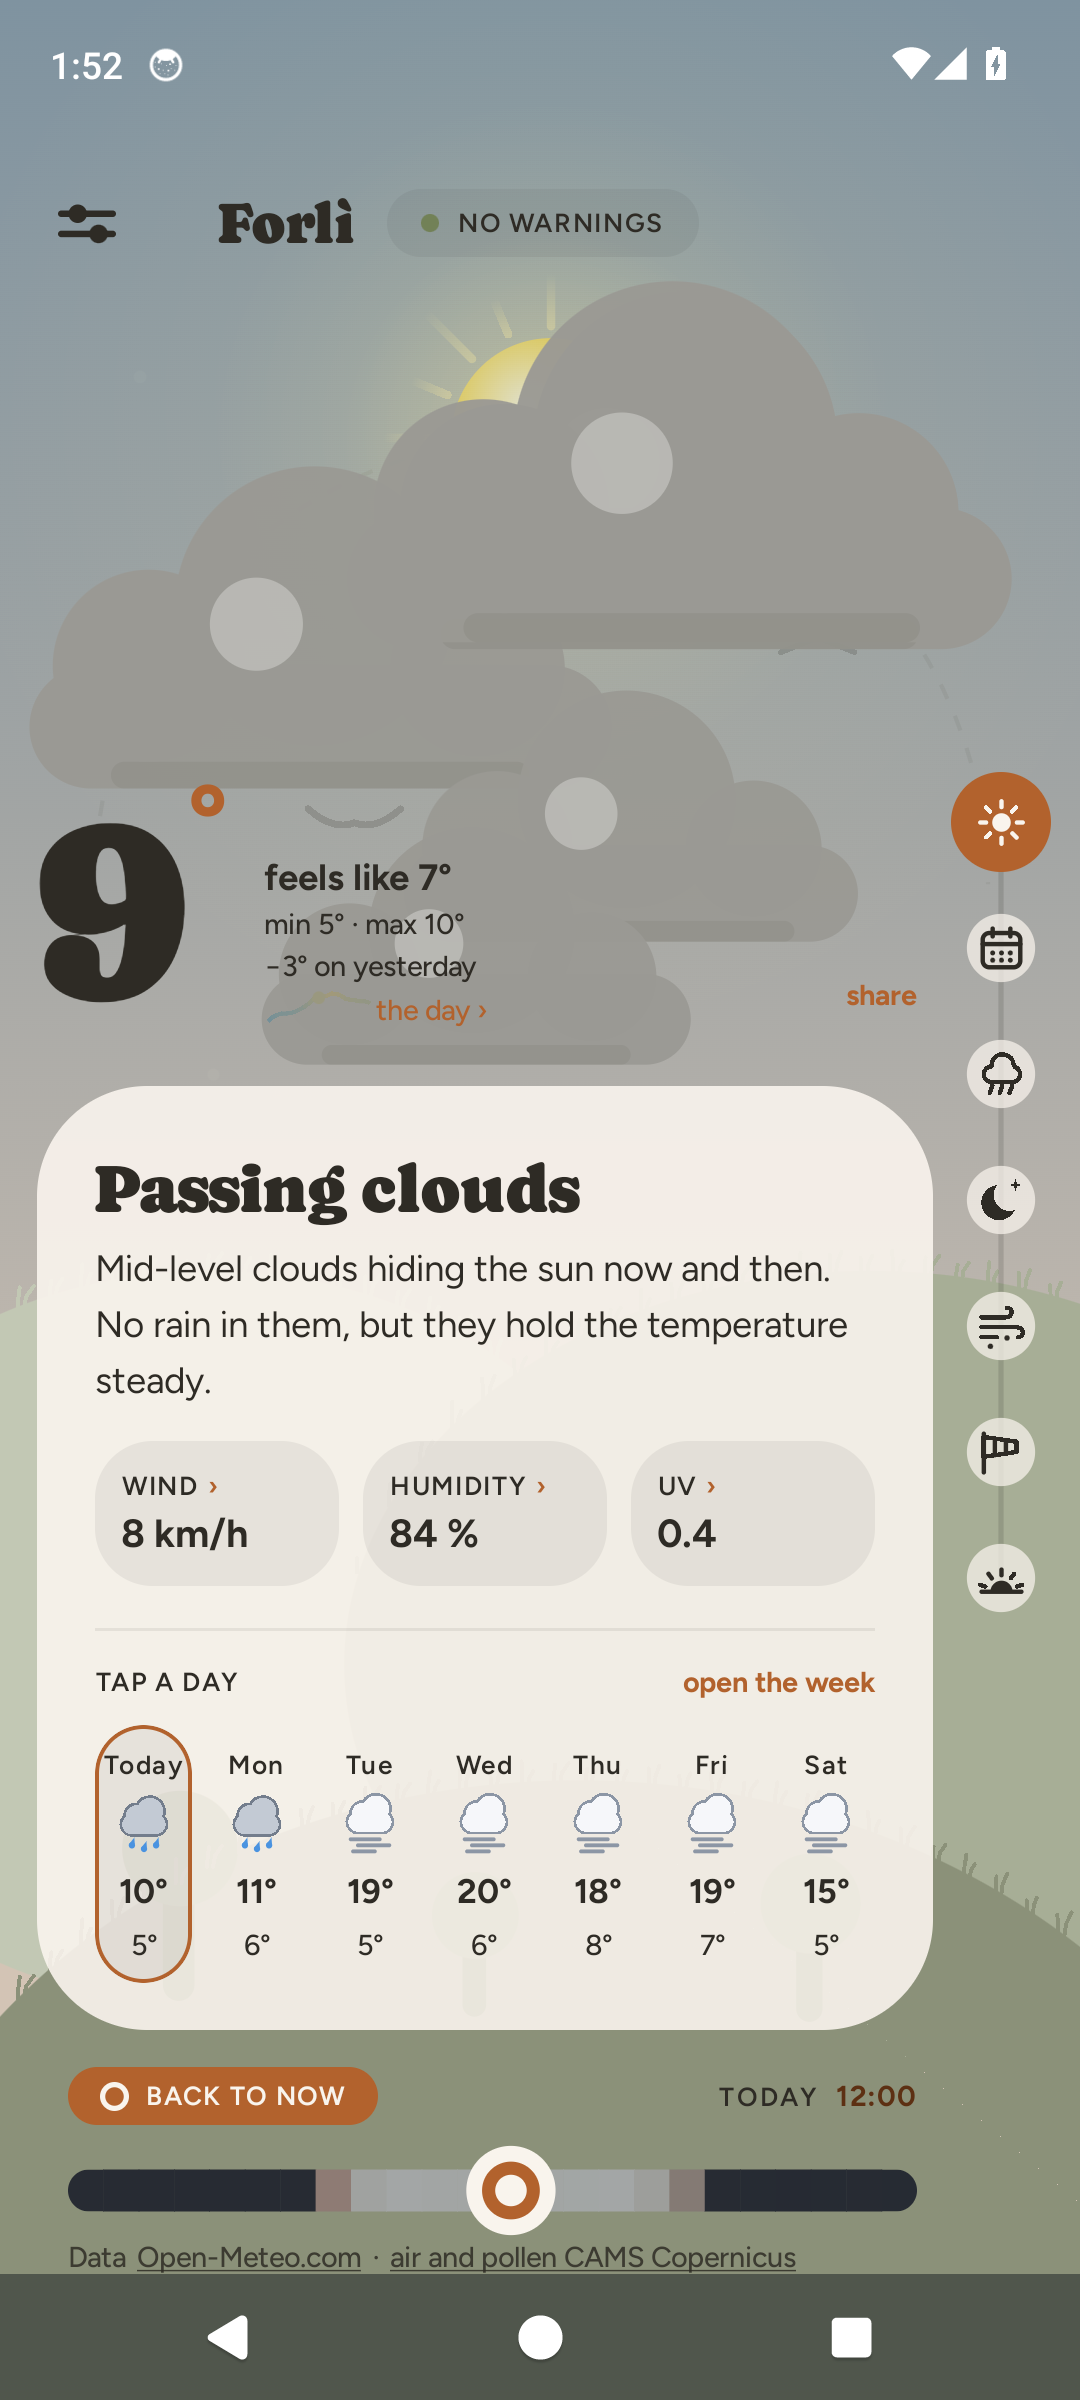 1:52
Forlì
NO WARNINGS
9
feels like 7°
min 5° · max 10°
−3° on yesterday
the day ›
share
Passing clouds
Mid-level clouds hiding the sun now and then.
No rain in them, but they hold the temperature
steady.
WIND › HUMIDITY › UV ›
8 km/h 84 % 0.4
TAP A DAY open the week
Today Mon Tue Wed Thu Fri Sat
10° 11° 19° 20° 18° 19° 15°
5° 6° 5° 6° 8° 7° 5°
BACK TO NOW TODAY 12:00
Data Open-Meteo.com · air and pollen CAMS Copernicus